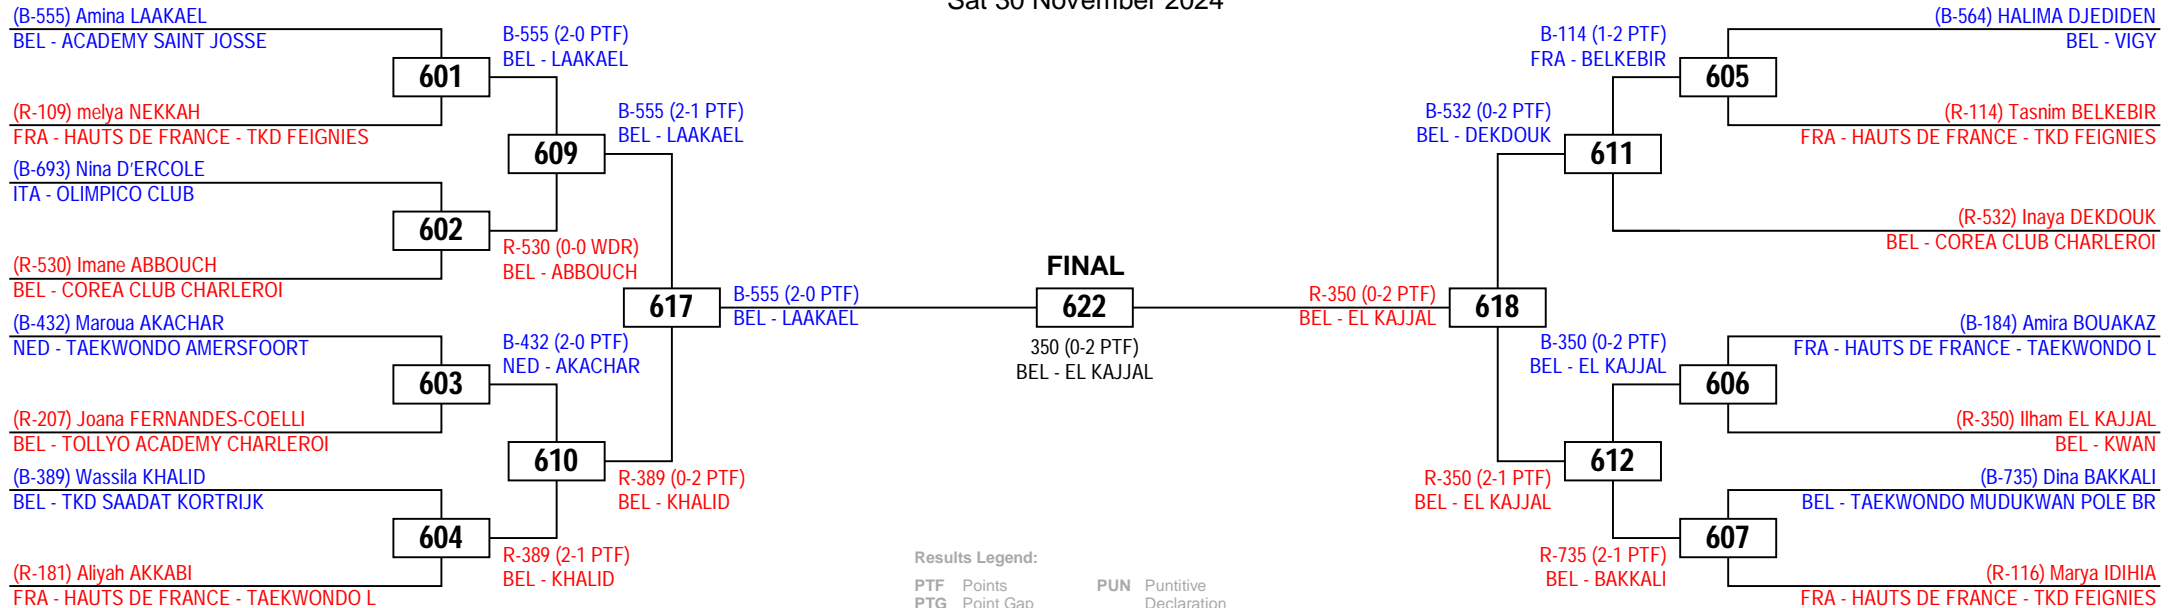 Sat 30 November 2024
(B-555) Amina LAAKAEL
BEL - ACADEMY SAINT JOSSE
(R-109) melya NEKKAH
FRA - HAUTS DE FRANCE - TKD FEIGNIES
(B-693) Nina D'ERCOLE
ITA - OLIMPICO CLUB
(R-530) Imane ABBOUCH
BEL - COREA CLUB CHARLEROI
(B-432) Maroua AKACHAR
NED - TAEKWONDO AMERSFOORT
(R-207) Joana FERNANDES-COELLI
BEL - TOLLYO ACADEMY CHARLEROI
(B-389) Wassila KHALID
BEL - TKD SAADAT KORTRIJK
(R-181) Aliyah AKKABI
FRA - HAUTS DE FRANCE - TAEKWONDO L
601
602
603
604
B-555 (2-0 PTF)
BEL - LAAKAEL
R-530 (0-0 WDR)
BEL - ABBOUCH
B-432 (2-0 PTF)
NED - AKACHAR
R-389 (2-1 PTF)
BEL - KHALID
609
610
B-555 (2-1 PTF)
BEL - LAAKAEL
R-389 (0-2 PTF)
BEL - KHALID
617
B-555 (2-0 PTF)
BEL - LAAKAEL
FINAL
622
350 (0-2 PTF)
BEL - EL KAJJAL
R-350 (0-2 PTF)
BEL - EL KAJJAL
618
B-532 (0-2 PTF)
BEL - DEKDOUK
R-350 (2-1 PTF)
BEL - EL KAJJAL
611
612
B-114 (1-2 PTF)
FRA - BELKEBIR
B-350 (0-2 PTF)
BEL - EL KAJJAL
R-735 (2-1 PTF)
BEL - BAKKALI
605
606
607
(B-564) HALIMA DJEDIDEN
BEL - VIGY
(R-114) Tasnim BELKEBIR
FRA - HAUTS DE FRANCE - TKD FEIGNIES
(R-532) Inaya DEKDOUK
BEL - COREA CLUB CHARLEROI
(B-184) Amira BOUAKAZ
FRA - HAUTS DE FRANCE - TAEKWONDO L
(R-350) Ilham EL KAJJAL
BEL - KWAN
(B-735) Dina BAKKALI
BEL - TAEKWONDO MUDUKWAN POLE BR
(R-116) Marya IDIHIA
FRA - HAUTS DE FRANCE - TKD FEIGNIES
Results Legend:
PTF Points PUN Puntitive
PTG Point Gap Declaration